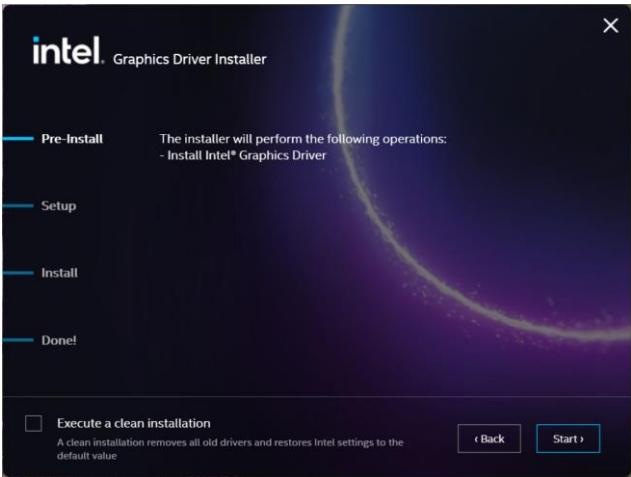 intel. Graphics Driver Installer
Pre-Install
The installer will perform the following operations:
- Install Intel® Graphics Driver
Setup
Install
Done!
Execute a clean installation
A clean installation removes all old drivers and restores Intel settings to the
default value
‹ Back
Start ›